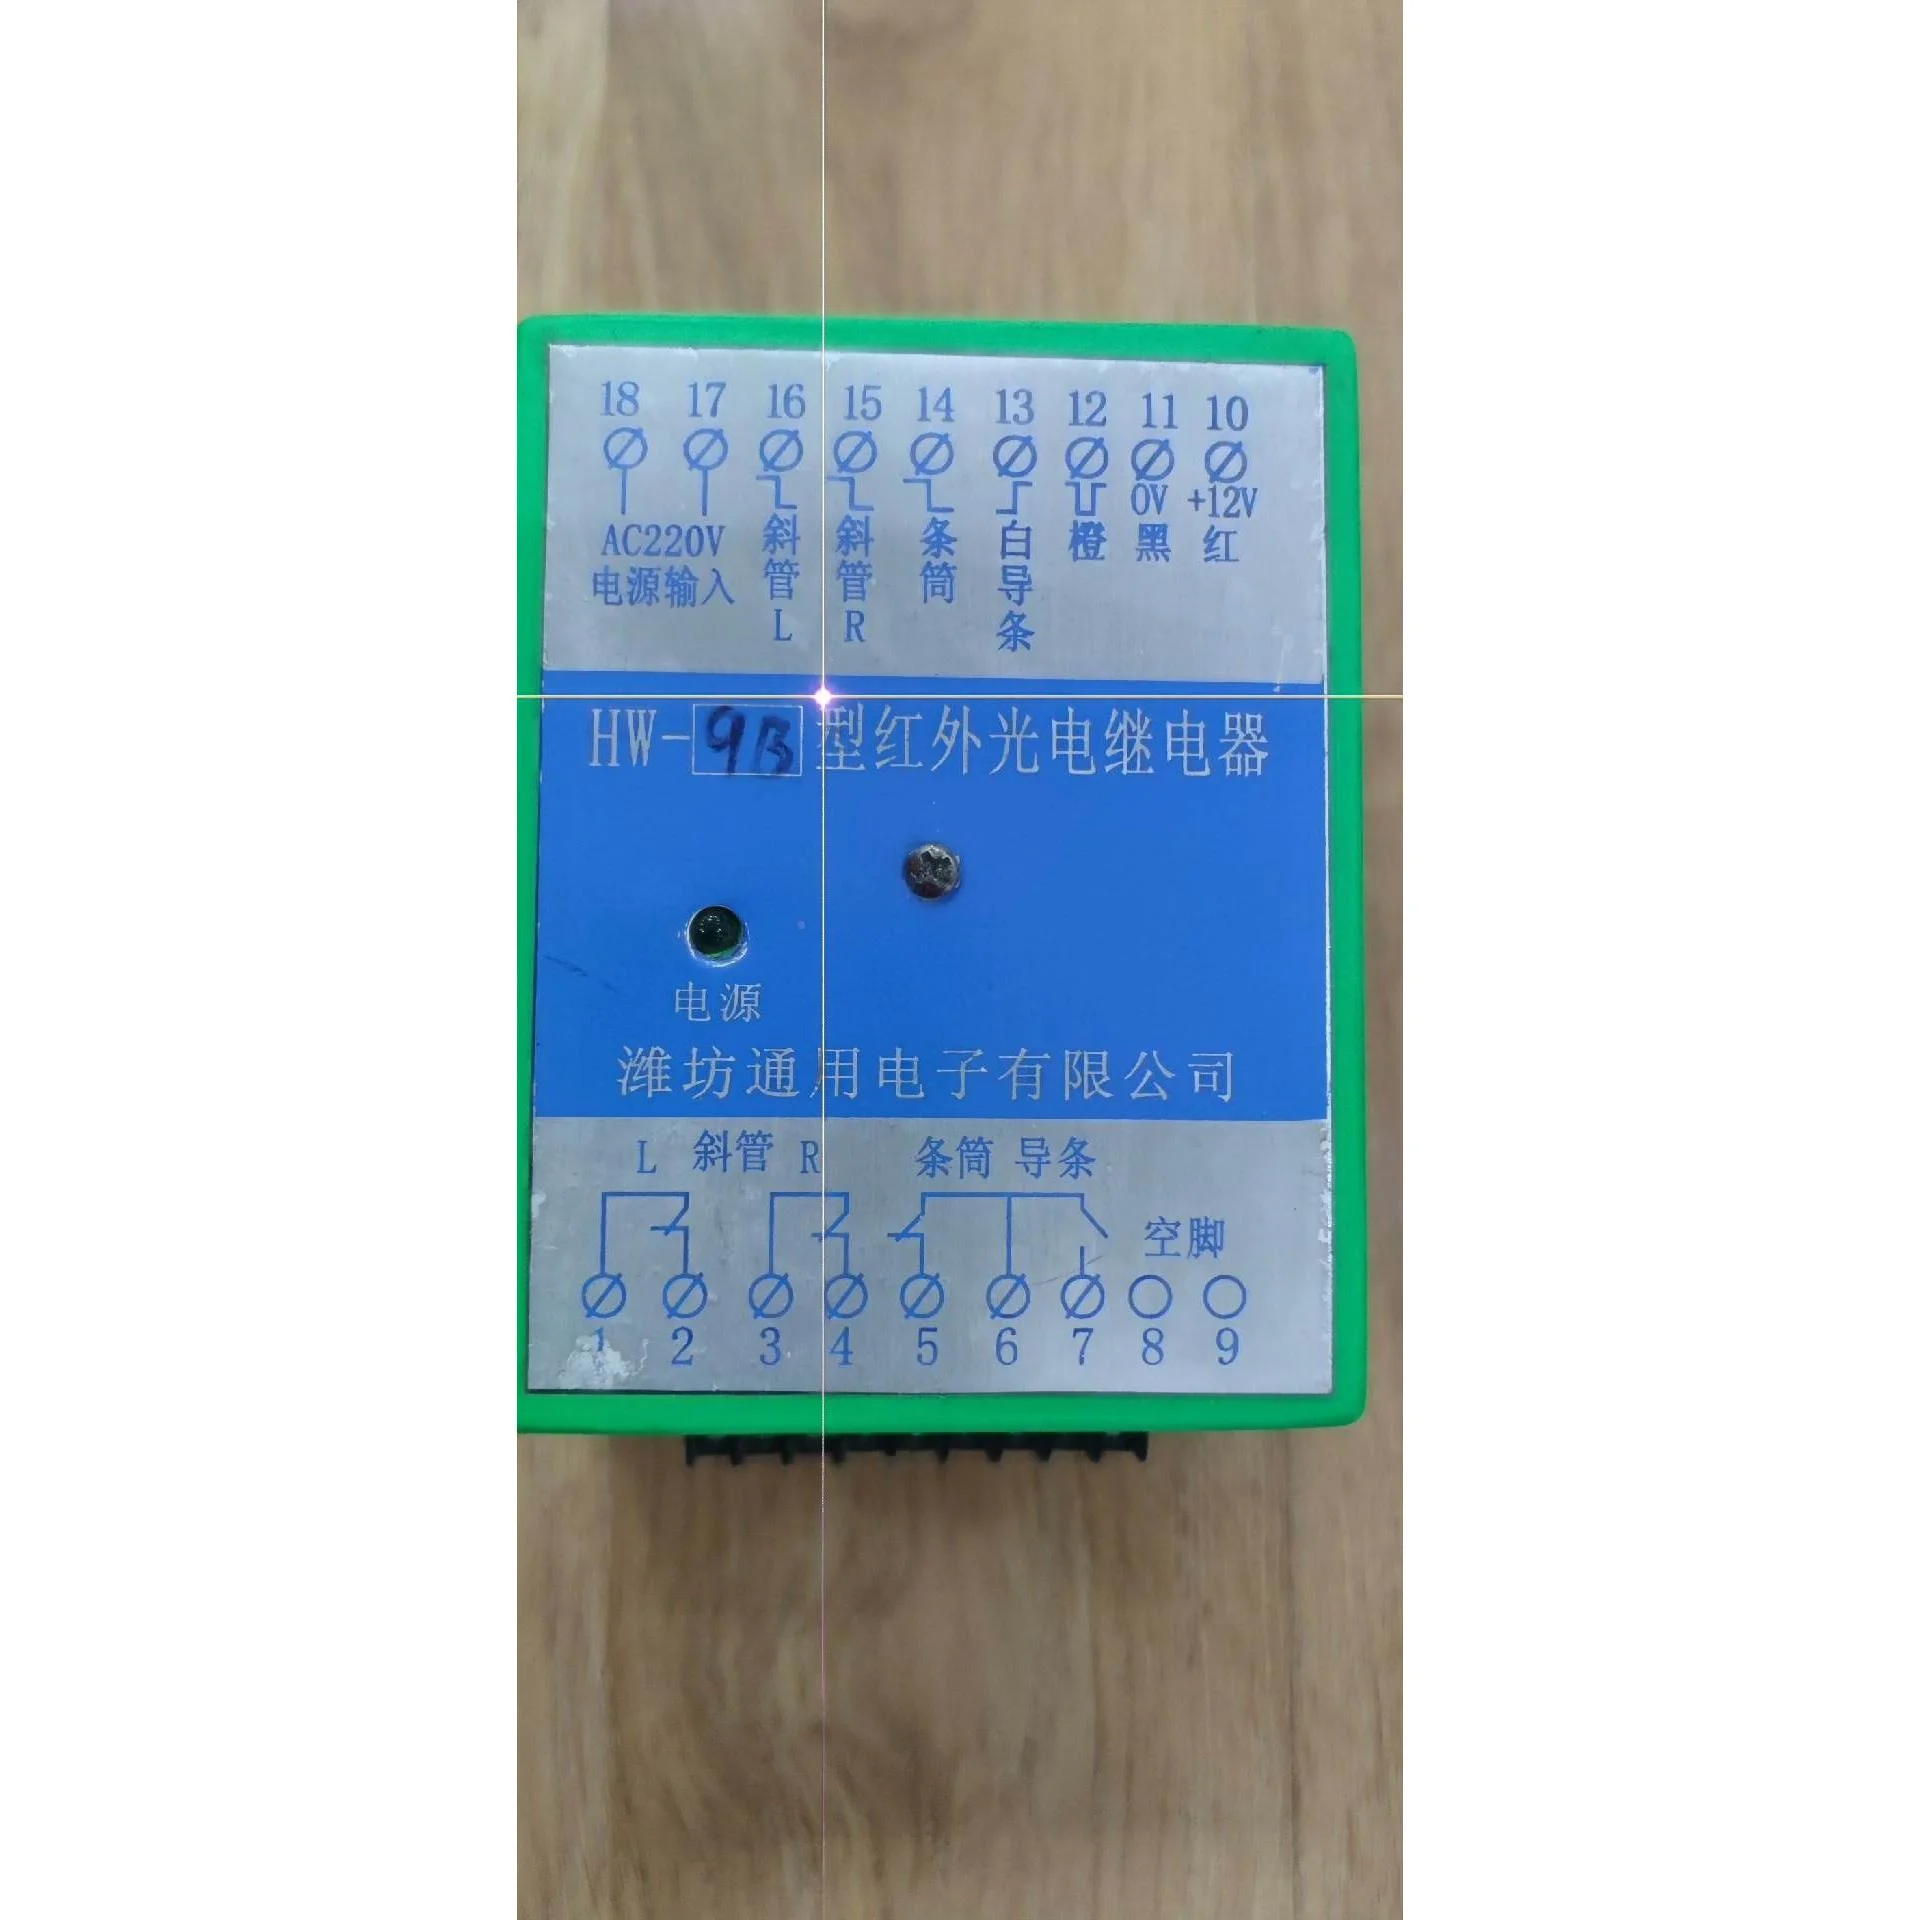 18 17 16 15 14 13 12 11 10
0V +12V
AC220V 斜管L 斜管R 条筒 白导条 橙 黑 红
电源输入
HW-9B型红外光电继电器
电源
潍坊通用电子有限公司
L 斜管 R 条筒 导条
空脚
1 2 3 4 5 6 7 8 9